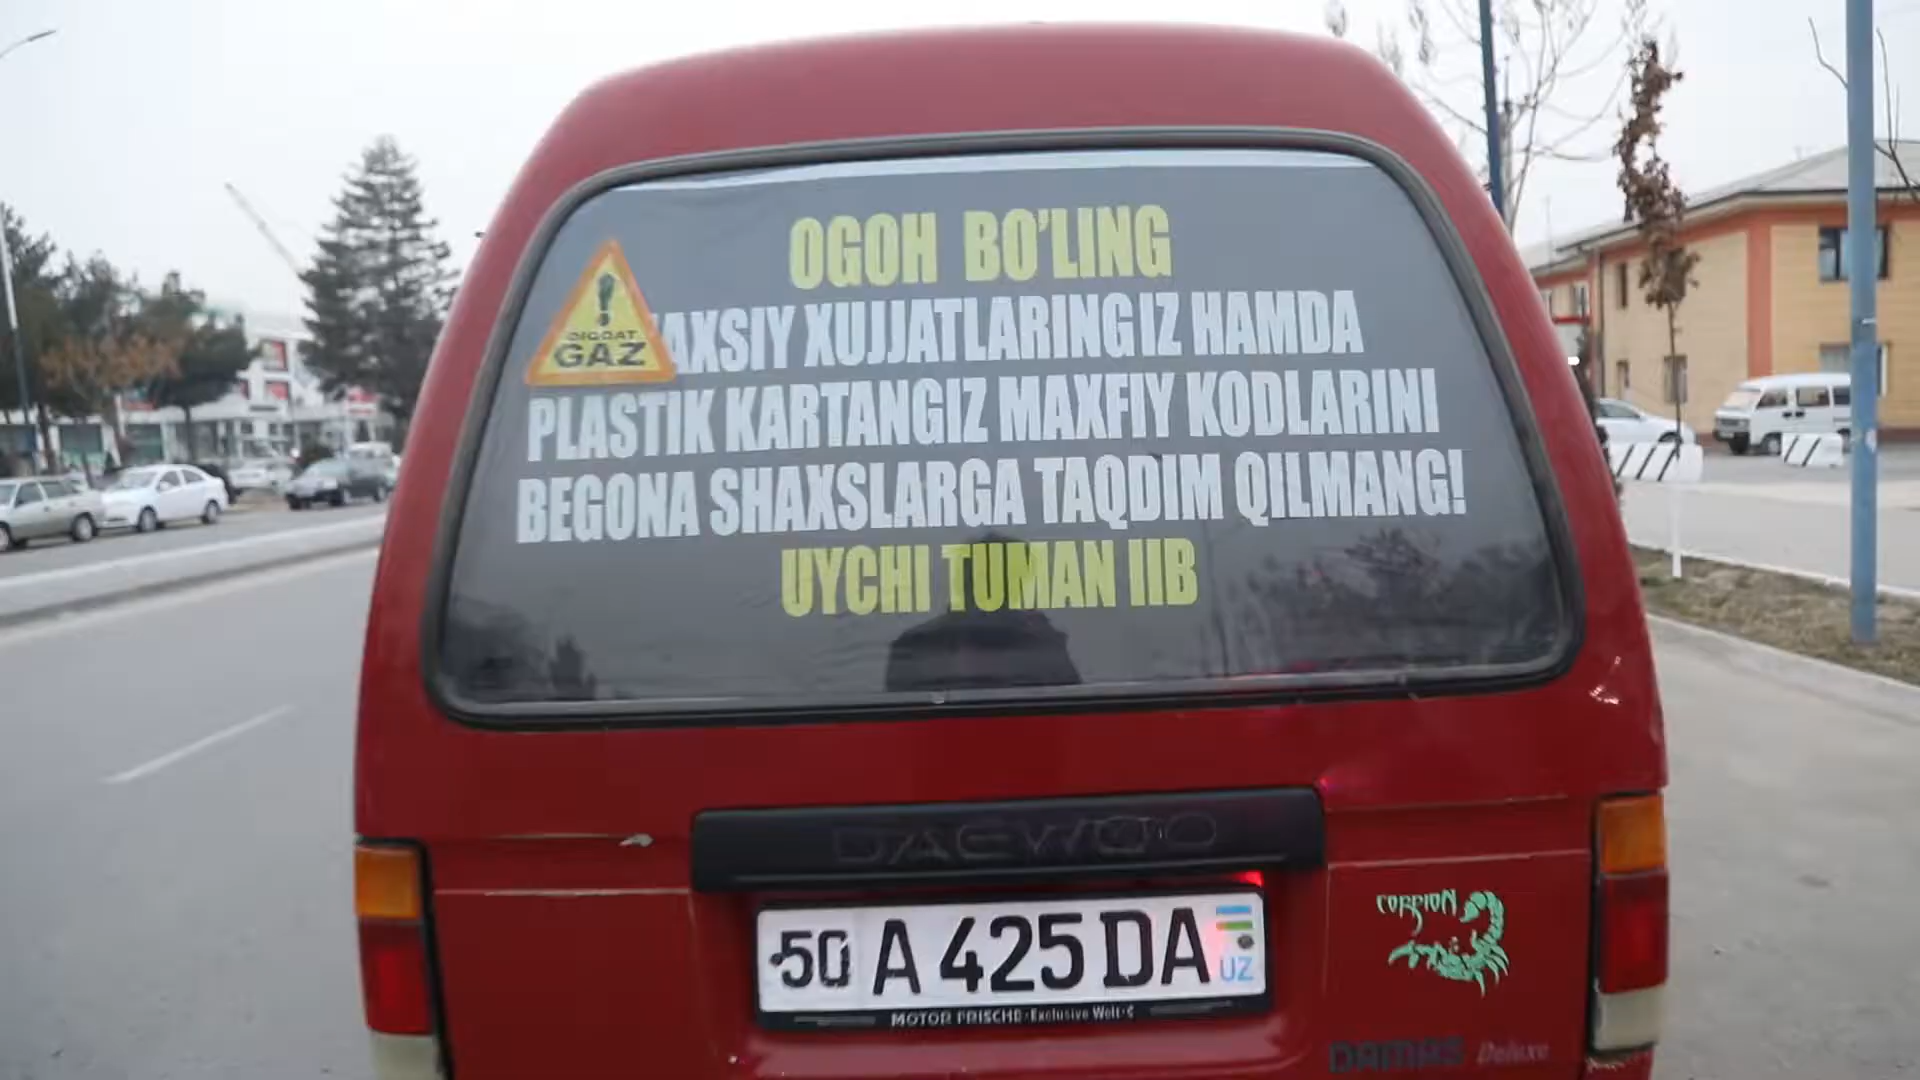 OGOH BO'LING
AXSIY XUJJATLARINGIZ HAMDA
PLASTIK KARTANGIZ MAXFIY KODLARINI
BEGONA SHAXSLARGA TAQDIM QILMANG!
UYCHI TUMAN IIB
DIQQAT
GAZ
DAEWOO
50 A 425 DA
UZ
MOTOR FRISCHE·Exclusive Welt·C
CORPION
DAMAS Deluxe